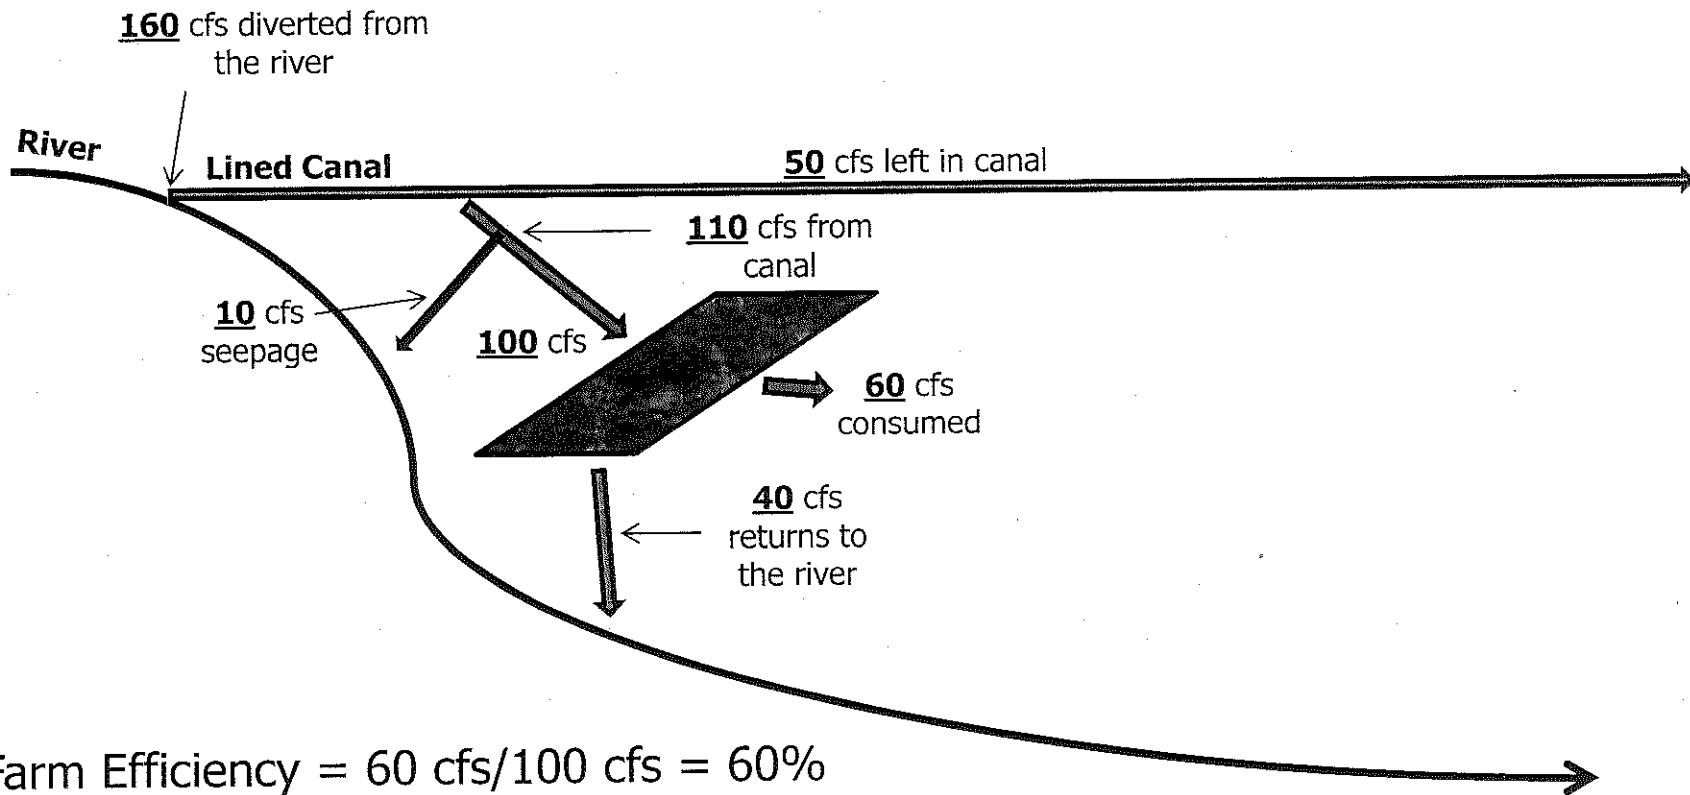 160 cfs diverted from
the river
River
Lined Canal
50 cfs left in canal
110 cfs from
canal
10 cfs
seepage
100 cfs
60 cfs
consumed
40 cfs
returns to
the river
Farm Efficiency = 60 cfs/100 cfs = 60%